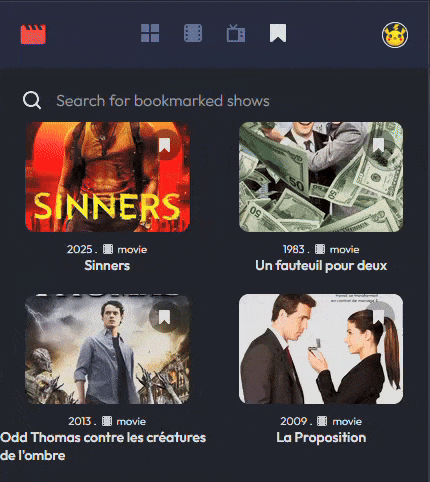 Search for bookmarked shows
SINNERS
2025 . movie
1983 . movie
Sinners
Un fauteuil pour deux
2013 . movie
2009 . movie
Odd Thomas contre les créatures
de l'ombre
La Proposition